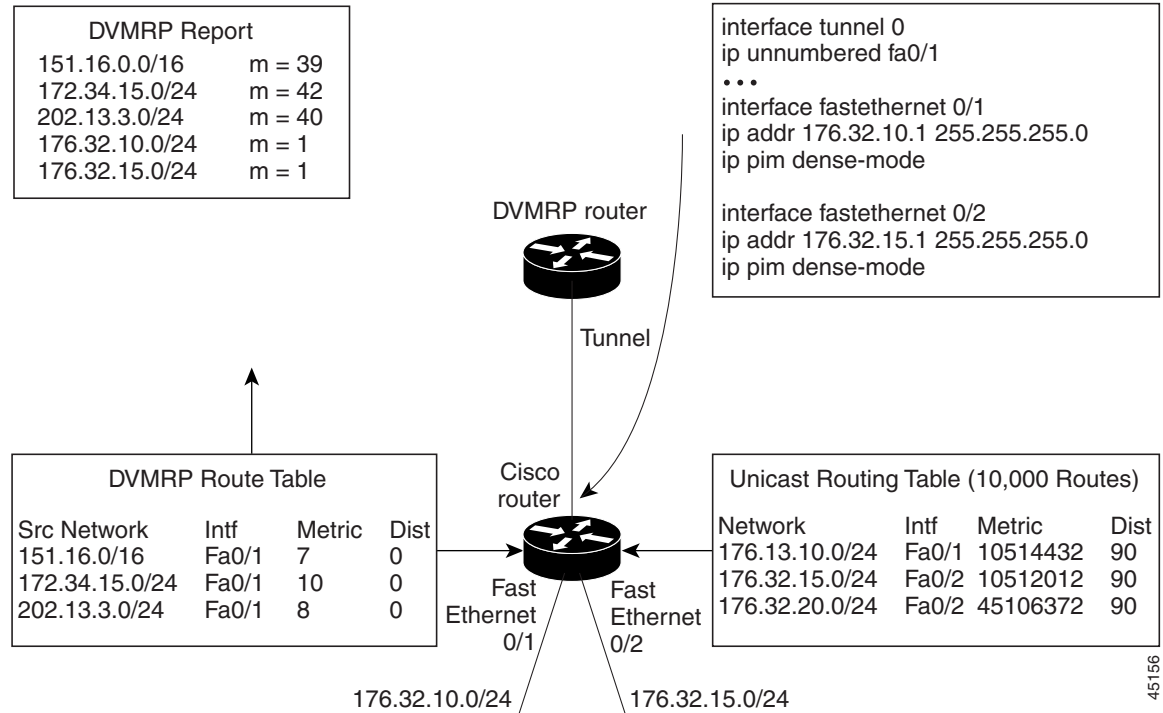 DVMRP Report
151.16.0.0/16 m = 39
172.34.15.0/24 m = 42
202.13.3.0/24 m = 40
176.32.10.0/24 m = 1
176.32.15.0/24 m = 1
interface tunnel 0
ip unnumbered fa0/1
• • •
interface fastethernet 0/1
ip addr 176.32.10.1 255.255.255.0
ip pim dense-mode
interface fastethernet 0/2
ip addr 176.32.15.1 255.255.255.0
ip pim dense-mode
DVMRP router
Tunnel
DVMRP Route Table
Src Network Intf Metric Dist
151.16.0/16 Fa0/1 7 0
172.34.15.0/24 Fa0/1 10 0
202.13.3.0/24 Fa0/1 8 0
Cisco
router
Fast
Ethernet
0/1
Fast
Ethernet
0/2
Unicast Routing Table (10,000 Routes)
Network Intf Metric Dist
176.13.10.0/24 Fa0/1 10514432 90
176.32.15.0/24 Fa0/2 10512012 90
176.32.20.0/24 Fa0/2 45106372 90
176.32.10.0/24
176.32.15.0/24
45156